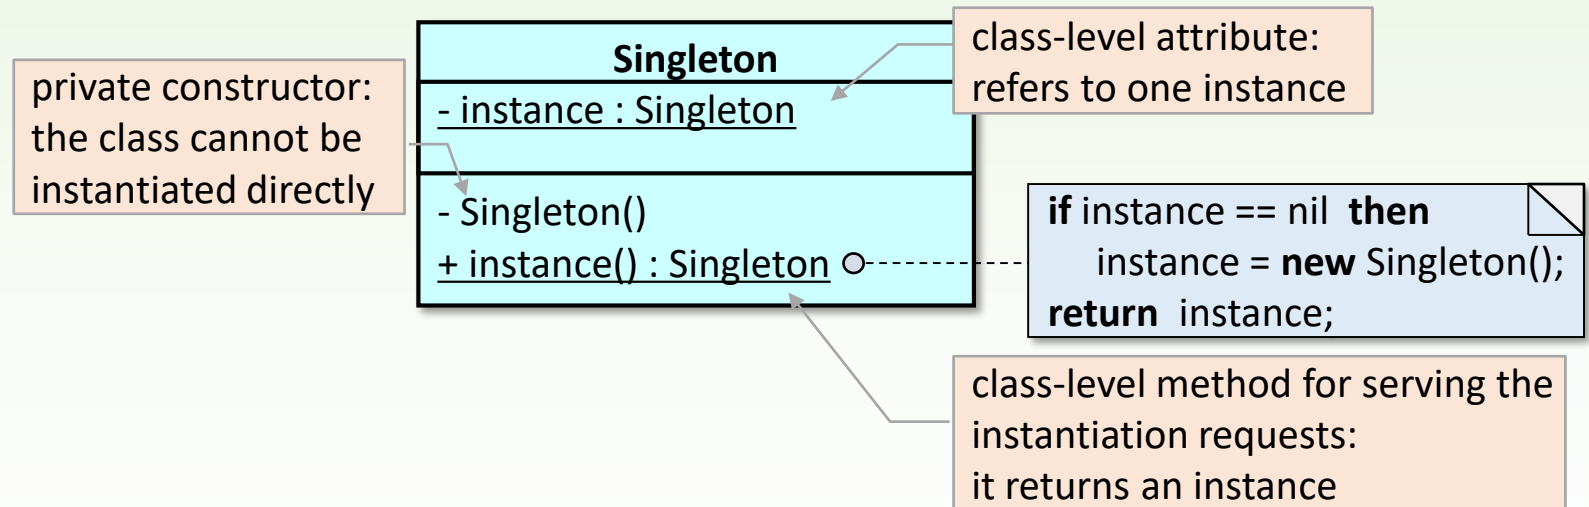 Singleton
- instance : Singleton
- Singleton()
+ instance() : Singleton
private constructor:
the class cannot be
instantiated directly
class-level attribute:
refers to one instance
if instance == nil then
instance = new Singleton();
return instance;
class-level method for serving the
instantiation requests:
it returns an instance